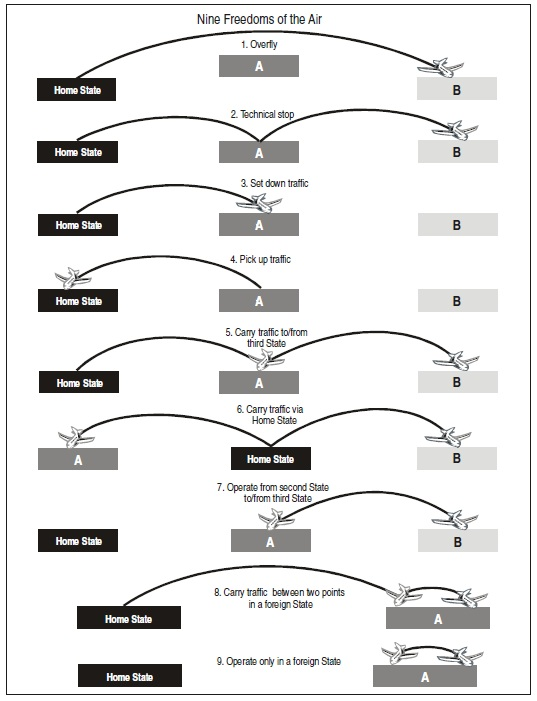 Nine Freedoms of the Air
1. Overfly
Home State
A
B
2. Technical stop
Home State
A
B
3. Set down traffic
Home State
A
B
4. Pick up traffic
Home State
A
B
5. Carry traffic to/from
third State
Home State
A
B
6. Carry traffic via
Home State
A
Home State
B
7. Operate from second State
to/from third State
Home State
A
B
8. Carry traffic between two points
in a foreign State
Home State
A
9. Operate only in a foreign State
Home State
A